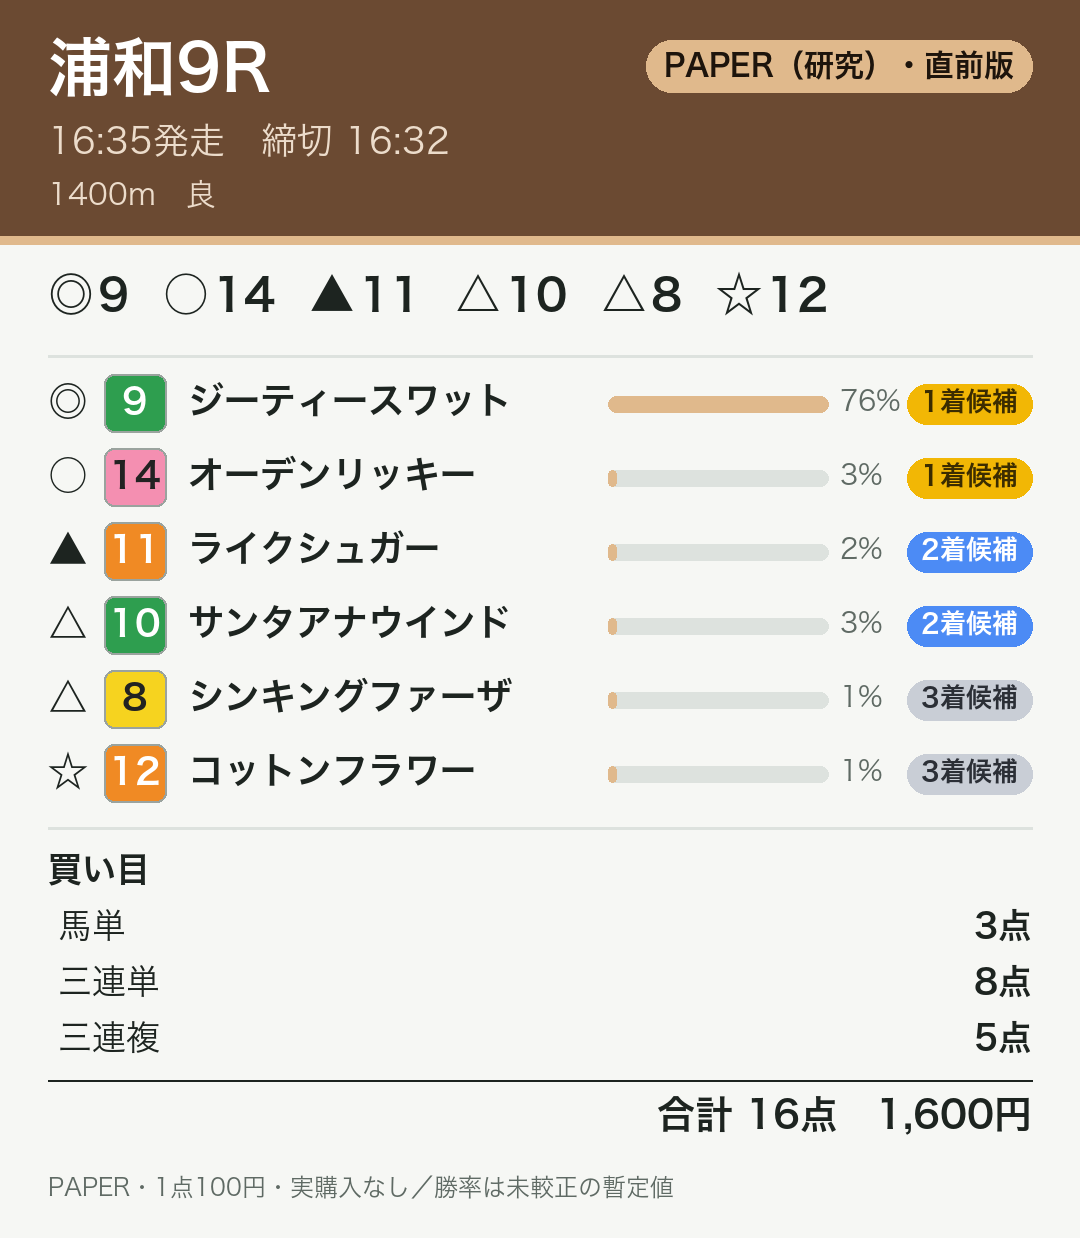 浦和9R
PAPER（研究）・直前版
16:35発走　締切 16:32
1400m　良
◎9 ○14 ▲11 △10 △8 ☆12
◎ 9 ジーティースワット 76% 1着候補
○ 14 オーデンリッキー 3% 1着候補
▲ 11 ライクシュガー 2% 2着候補
△ 10 サンタアナウインド 3% 2着候補
△ 8 シンキングファーザ 1% 3着候補
☆ 12 コットンフラワー 1% 3着候補
買い目
馬単 3点
三連単 8点
三連複 5点
合計 16点　1,600円
PAPER・1点100円・実購入なし／勝率は未較正の暫定値